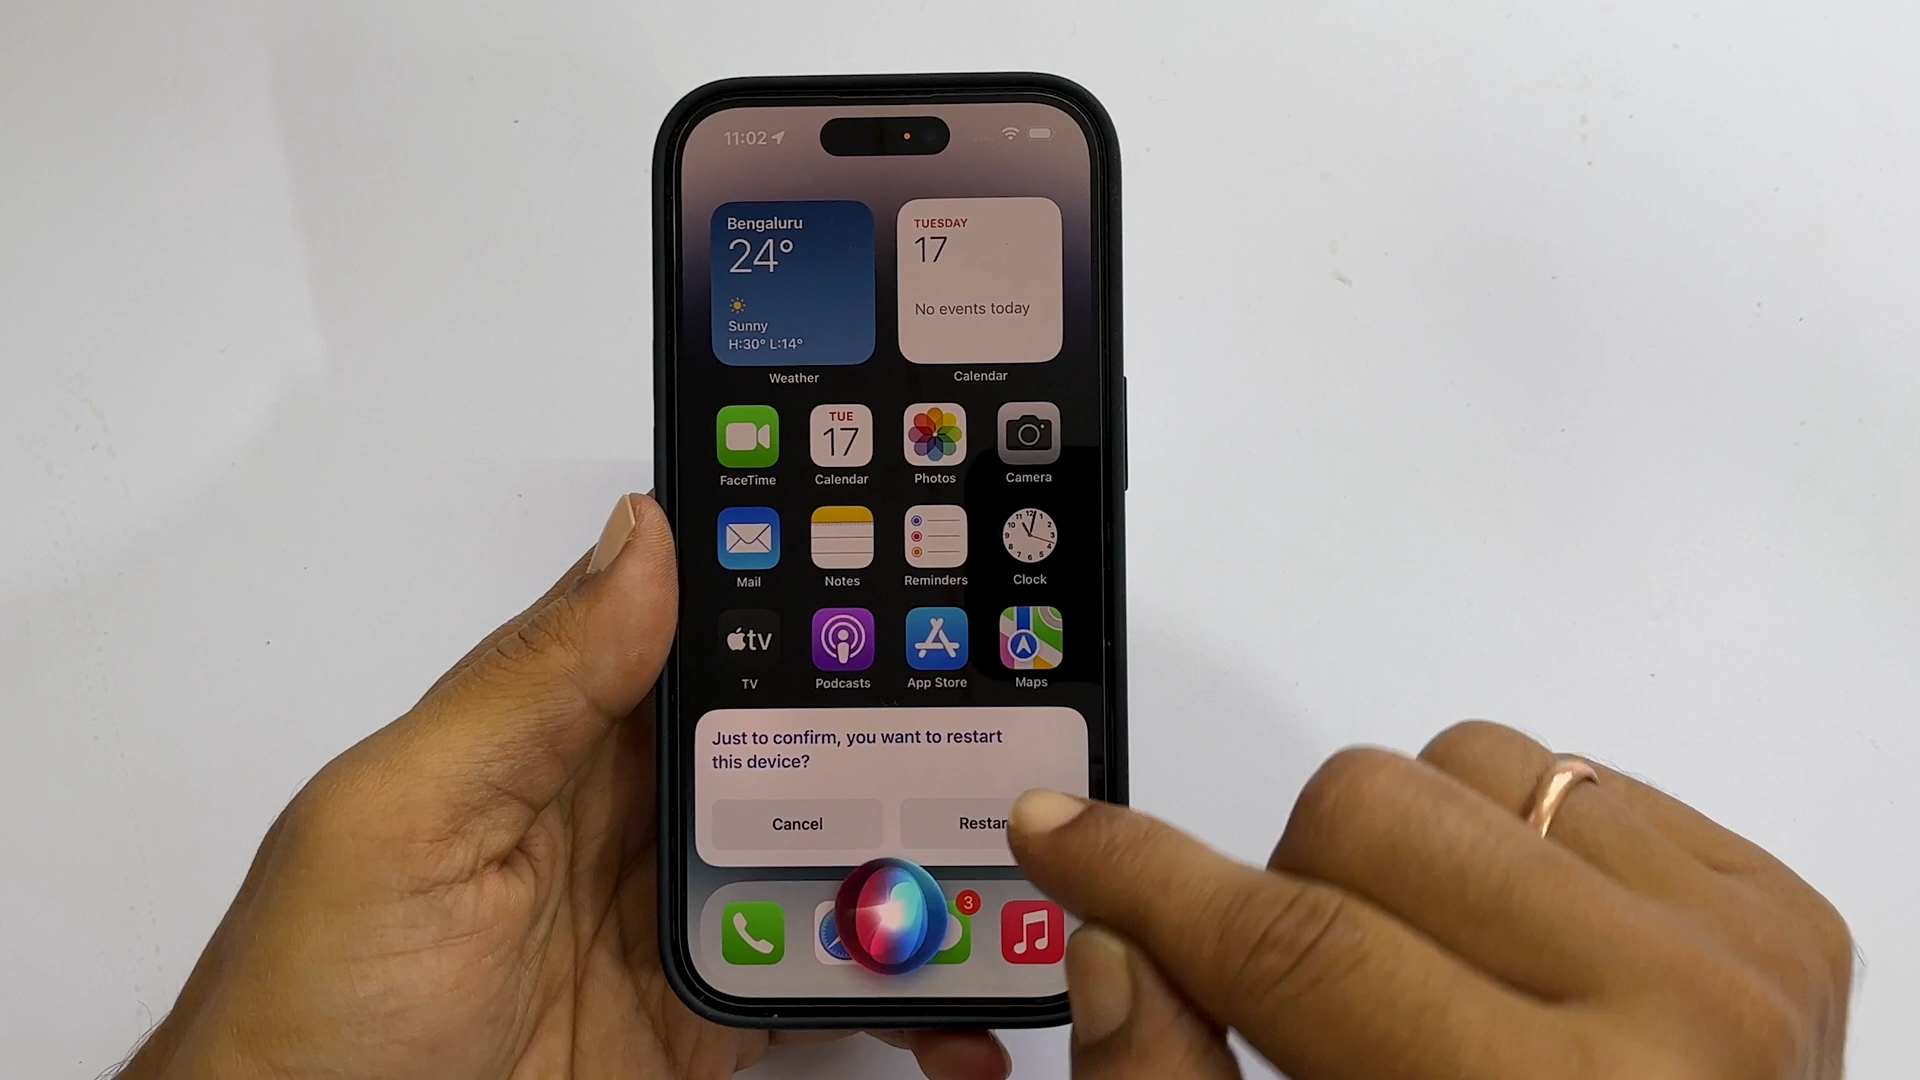 11:02
Bengaluru
24°
Sunny
H:30° L:14°
Weather
TUESDAY
17
No events today
Calendar
FaceTime
TUE
17
Calendar
Photos
Camera
Mail
Notes
Reminders
Clock
tv
TV
Podcasts
App Store
Maps
Just to confirm, you want to restart
this device?
Cancel
Restar
3